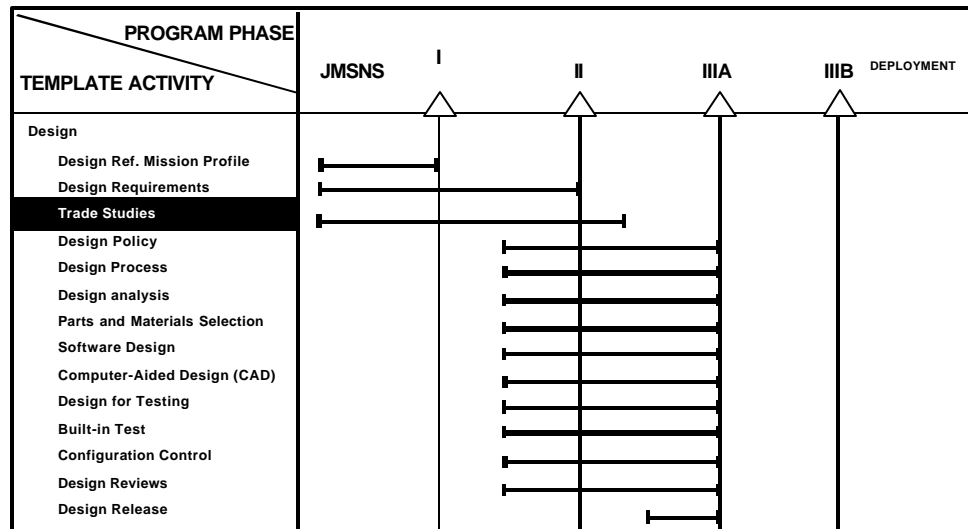 PROGRAM PHASE
TEMPLATE ACTIVITY
JMSNS
I
II
IIIA
IIIB
DEPLOYMENT
Design
Design Ref. Mission Profile
Design Requirements
Trade Studies
Design Policy
Design Process
Design analysis
Parts and Materials Selection
Software Design
Computer-Aided Design (CAD)
Design for Testing
Built-in Test
Configuration Control
Design Reviews
Design Release